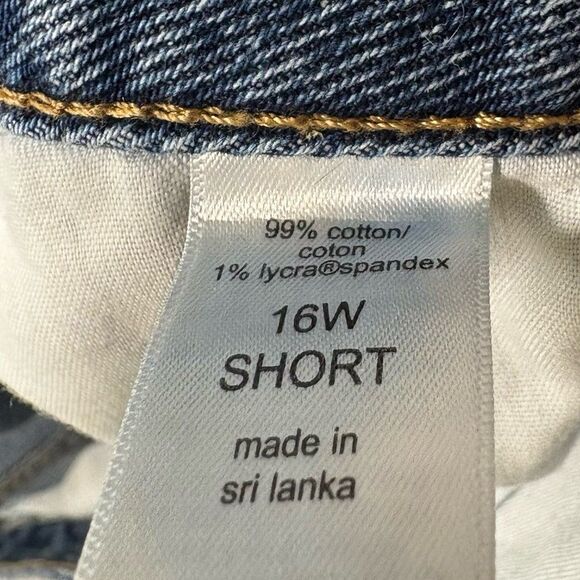 99% cotton/
coton
1% lycra®spandex
16W
SHORT
made in
sri lanka